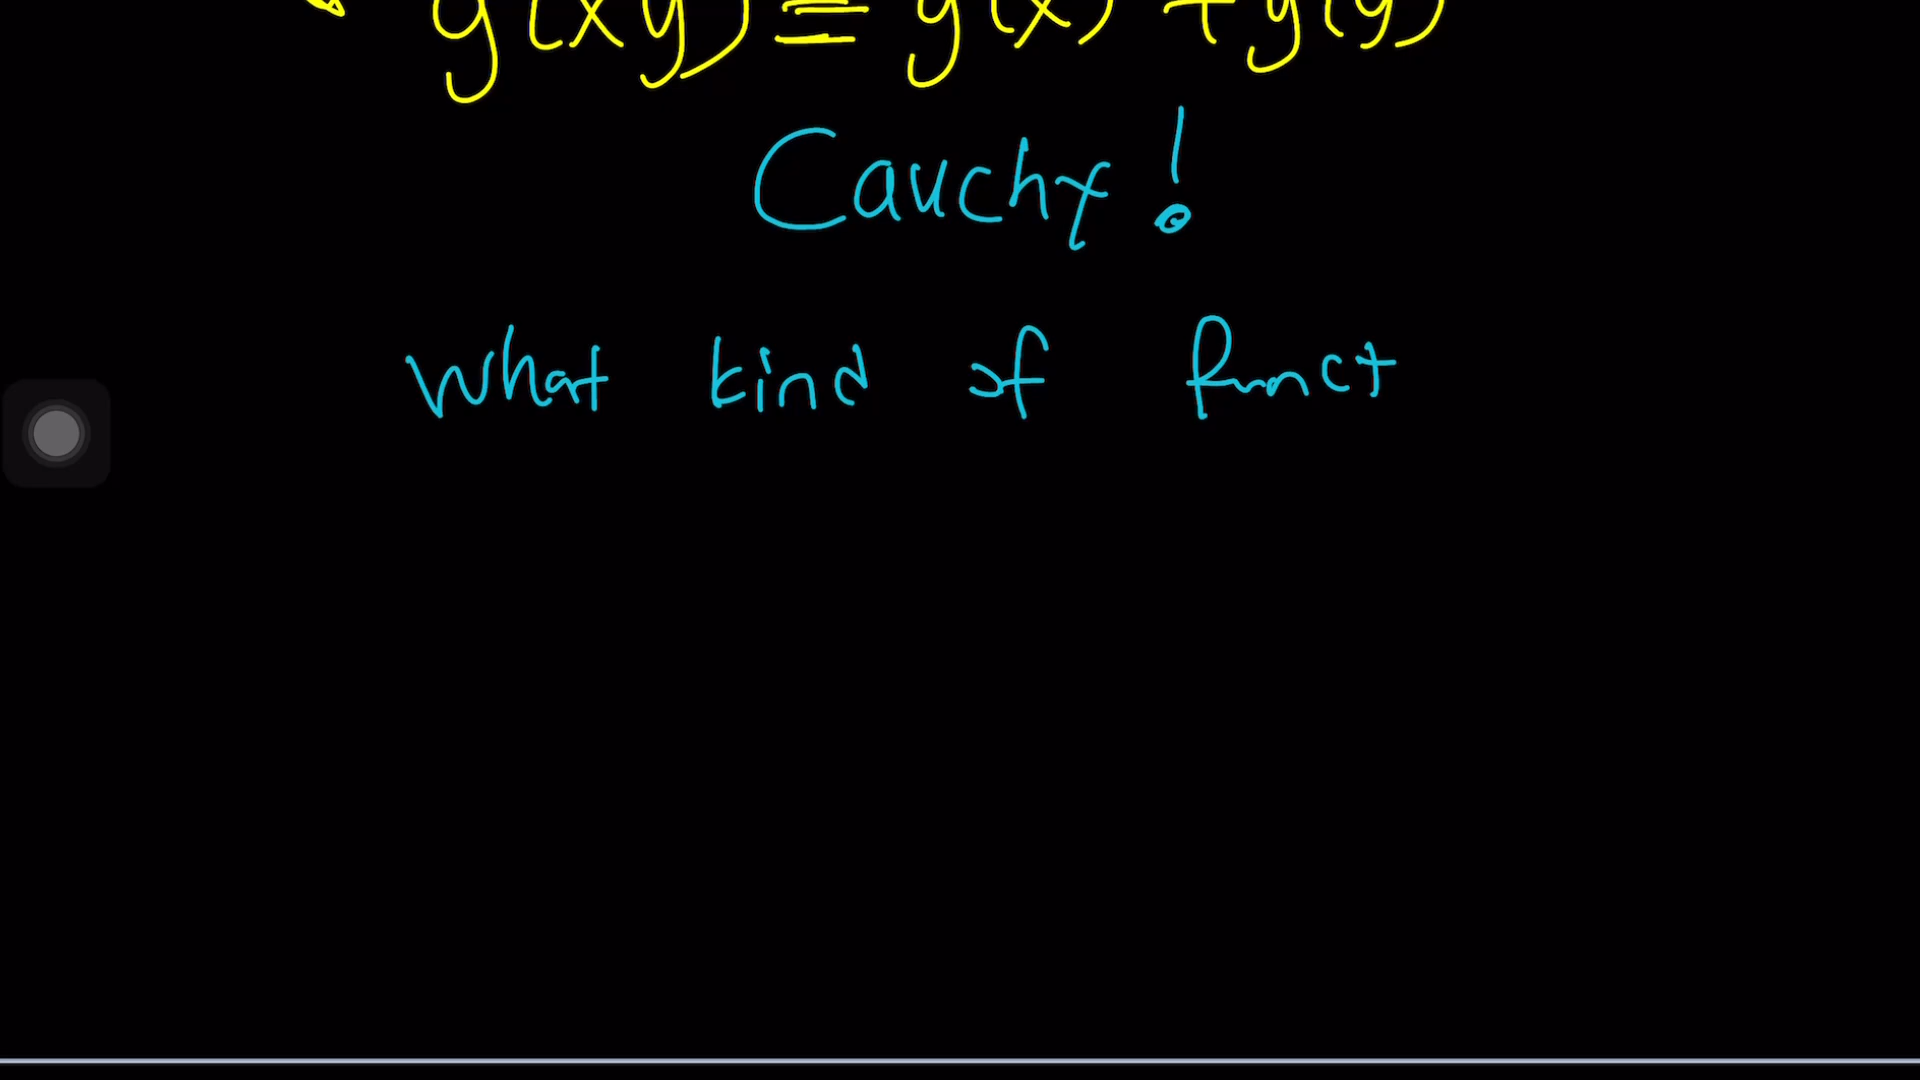 g(xy) = g(x) + g(y)
Cauchy!
What kind of funct